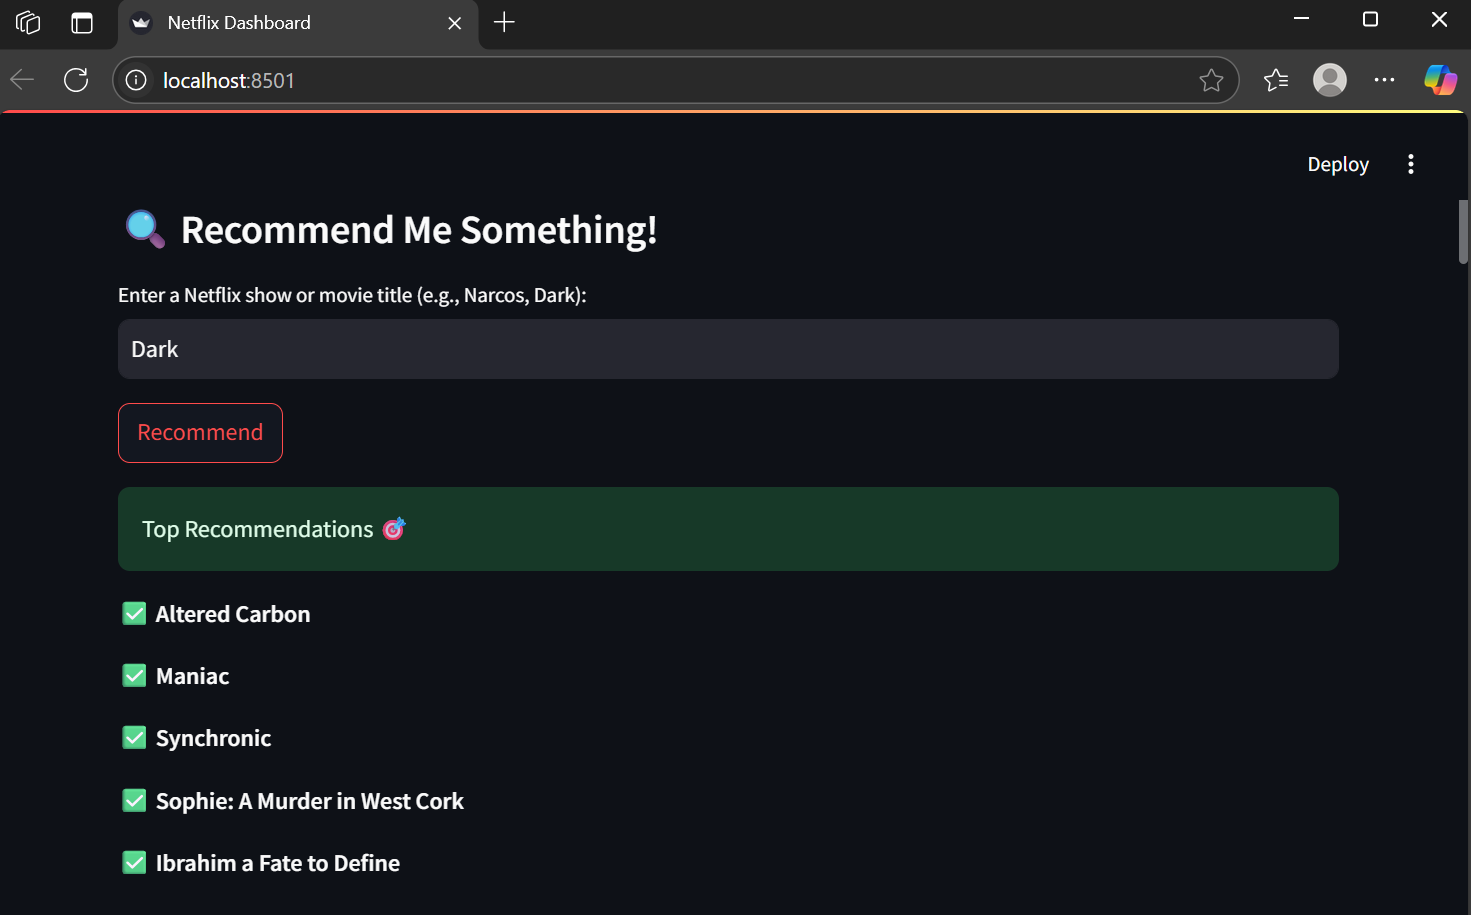 Netflix Dashboard
localhost:8501
Deploy
🔍 Recommend Me Something!
Enter a Netflix show or movie title (e.g., Narcos, Dark):
Dark
Recommend
Top Recommendations 🎯
✅ Altered Carbon
✅ Maniac
✅ Synchronic
✅ Sophie: A Murder in West Cork
✅ Ibrahim a Fate to Define